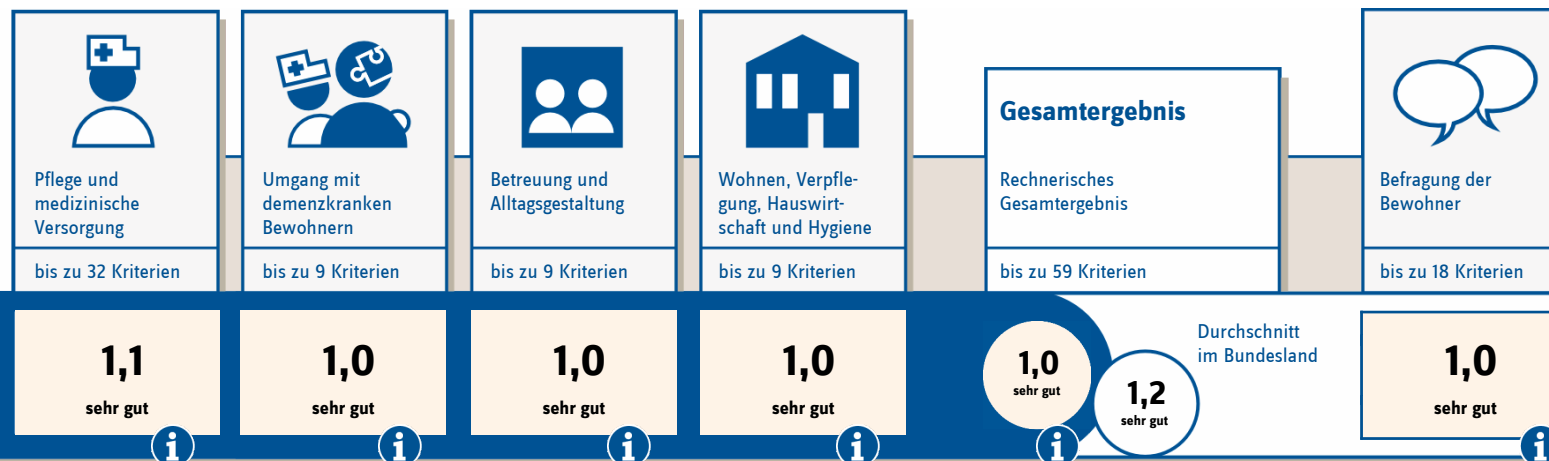 Pflege und
medizinische
Versorgung
bis zu 32 Kriterien
1,1
sehr gut
i
Umgang mit
demenzkranken
Bewohnern
bis zu 9 Kriterien
1,0
sehr gut
i
Betreuung und
Alltagsgestaltung
bis zu 9 Kriterien
1,0
sehr gut
i
Wohnen, Verpfle-
gung, Hauswirt-
schaft und Hygiene
bis zu 9 Kriterien
1,0
sehr gut
i
Gesamtergebnis
Rechnerisches
Gesamtergebnis
bis zu 59 Kriterien
1,0
sehr gut
i
1,2
sehr gut
Durchschnitt
im Bundesland
Befragung der
Bewohner
bis zu 18 Kriterien
1,0
sehr gut
i